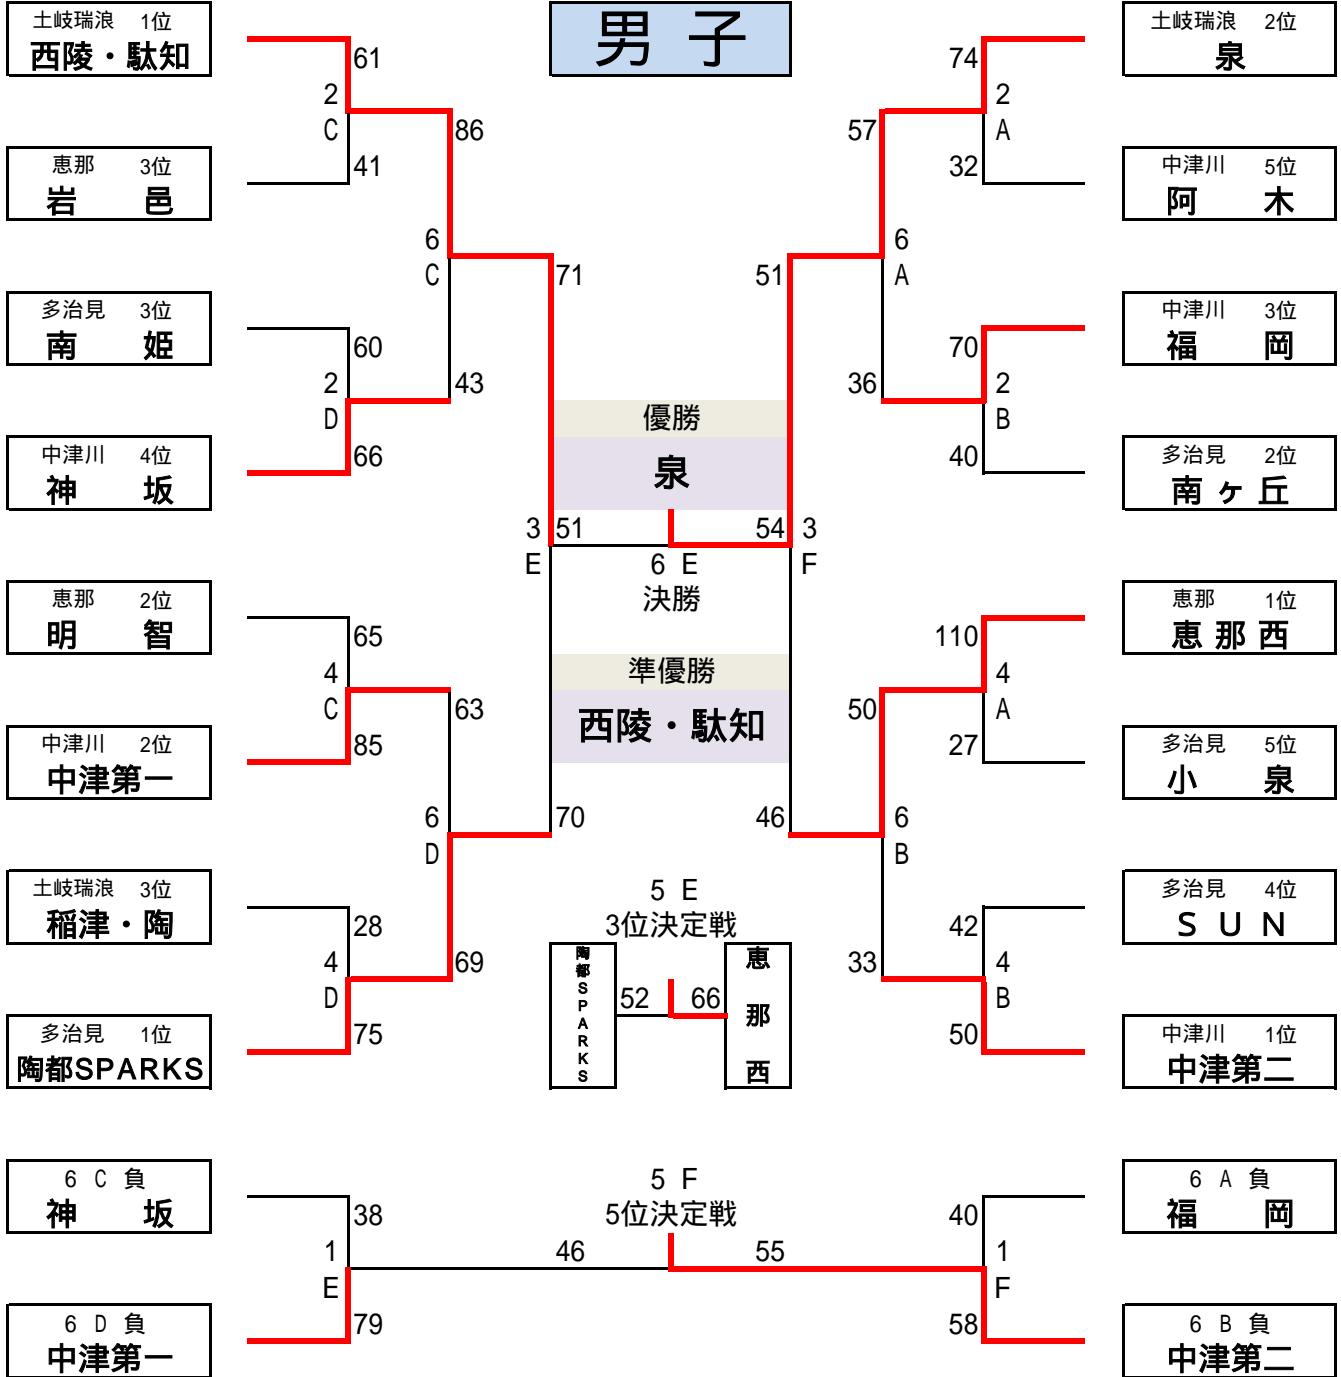 男 子
土岐瑞浪 1位
西陵・駄知
61
2
C
41
恵那 3位
岩 邑
86
6
C
43
多治見 3位
南 姫
60
2
D
66
中津川 4位
神 坂
71
3
E
70
恵那 2位
明 智
65
4
C
85
中津川 2位
中津第一
63
6
D
69
土岐瑞浪 3位
稲津・陶
28
4
D
75
多治見 1位
陶都SPARKS
土岐瑞浪 2位
泉
74
2
A
32
中津川 5位
阿 木
57
6
A
36
中津川 3位
福 岡
70
2
B
40
多治見 2位
南ヶ丘
51
3
F
46
恵那 1位
恵那西
110
4
A
27
多治見 5位
小 泉
50
6
B
33
多治見 4位
SUN
42
4
B
50
中津川 1位
中津第二
優勝
泉
51
54
6 E
決勝
準優勝
西陵・駄知
5 E
3位決定戦
陶都SPARKS
52
66
恵那西
6 C 負
神 坂
38
1
E
79
6 D 負
中津第一
5 F
5位決定戦
46
55
6 A 負
福 岡
40
1
F
58
6 B 負
中津第二